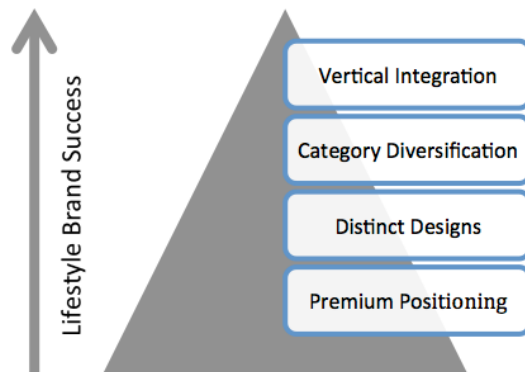 Lifestyle Brand Success
Vertical Integration
Category Diversification
Distinct Designs
Premium Positioning